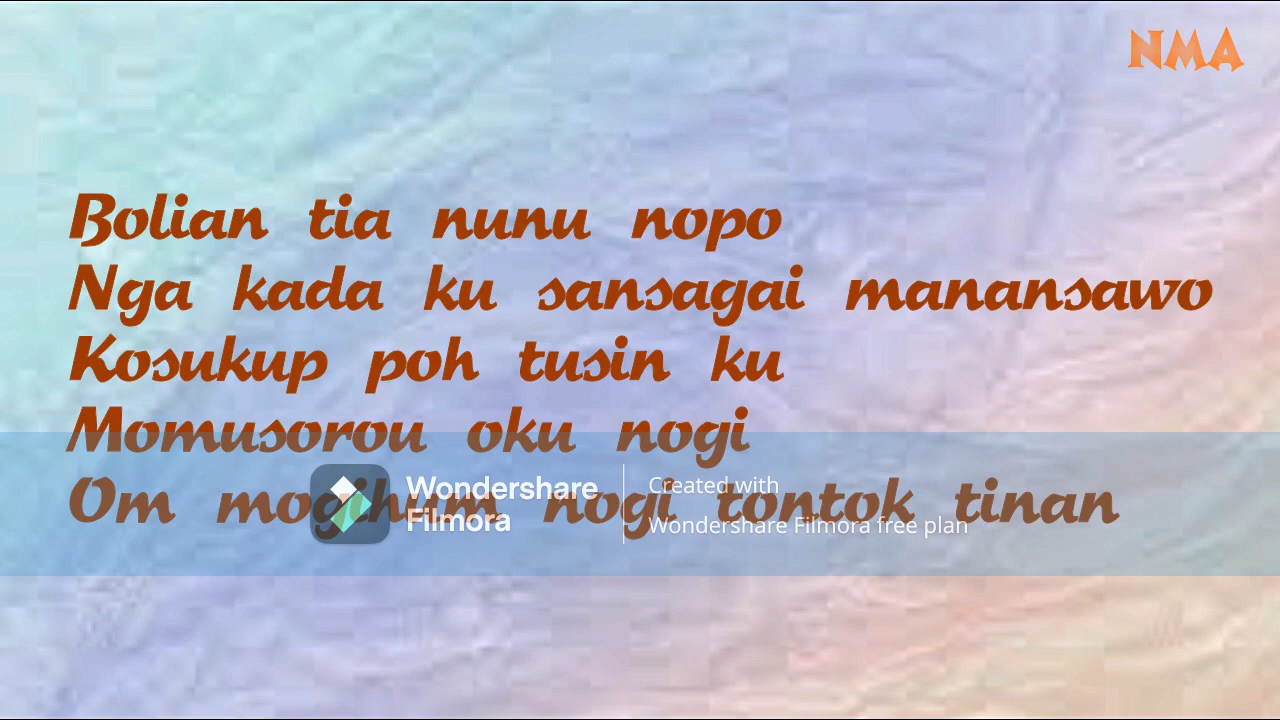 NMA
Bolian tia nunu nopo
Nga kada ku sansagai manansawo
Kosukup poh tusin ku
Momusorou oku nogi
Om mogihum nogi tontok tinan
Wondershare
Filmora
Created with
Wondershare Filmora free plan